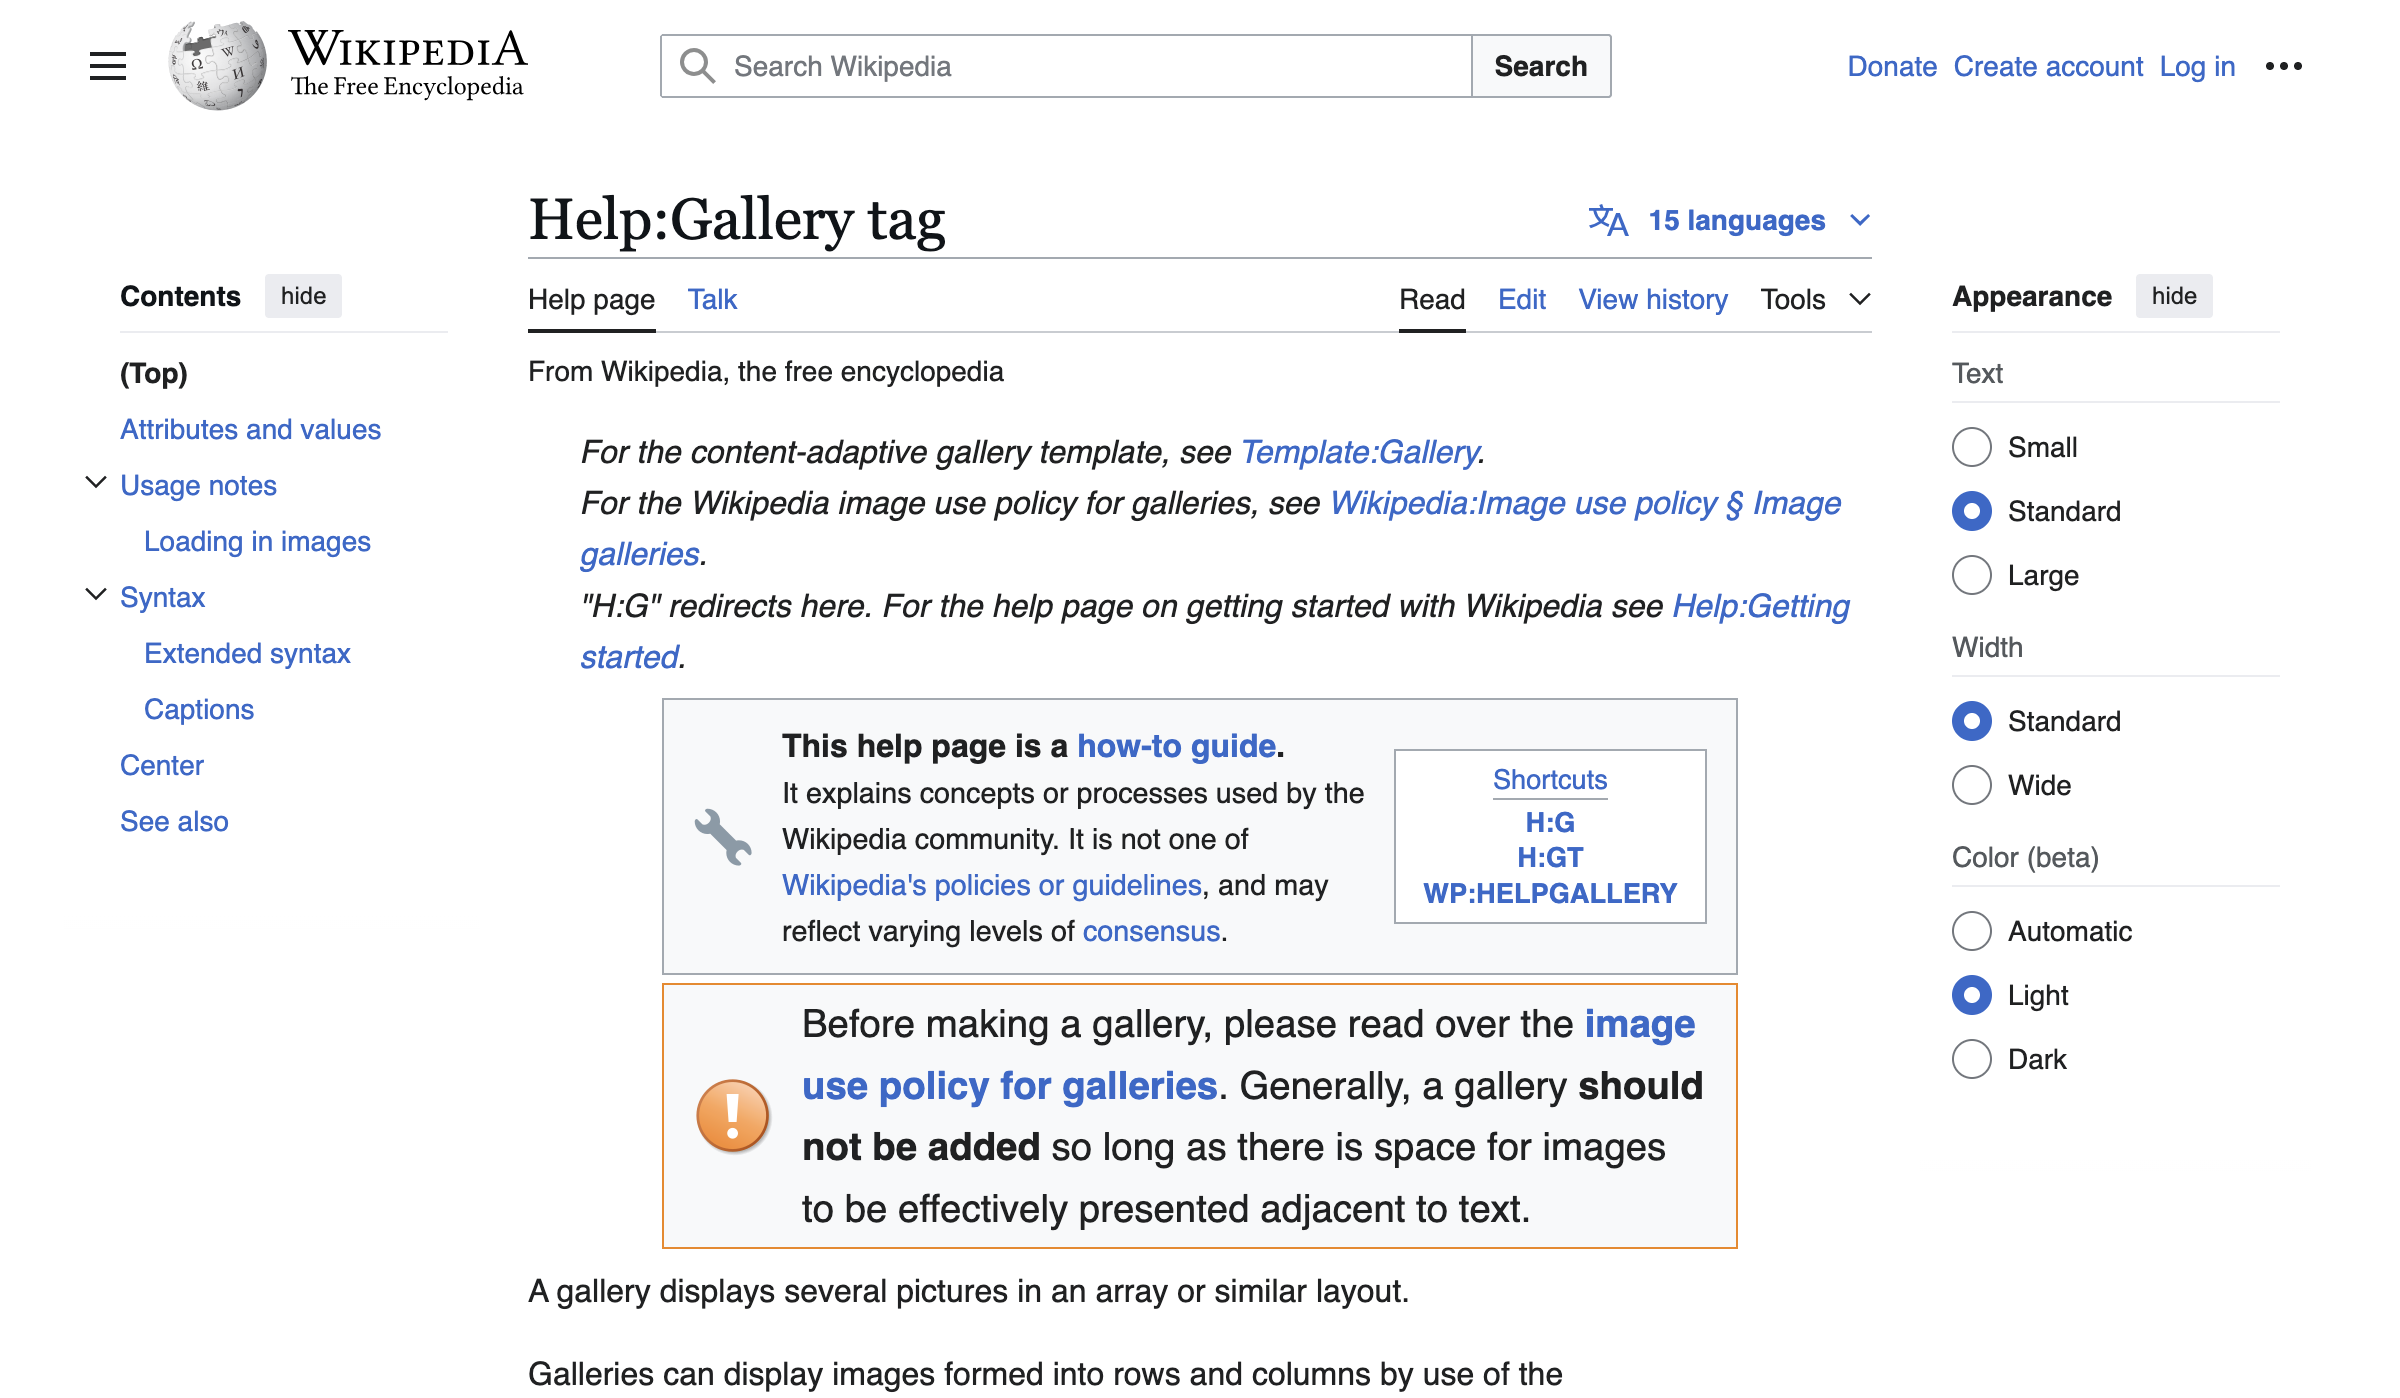 WIKIPEDIA
The Free Encyclopedia
Search Wikipedia
Search
Donate Create account Log in
Help:Gallery tag
15 languages
Help page Talk
Read Edit View history Tools
From Wikipedia, the free encyclopedia
Contents hide
(Top)
Attributes and values
Usage notes
Loading in images
Syntax
Extended syntax
Captions
Center
See also
For the content-adaptive gallery template, see Template:Gallery.
For the Wikipedia image use policy for galleries, see Wikipedia:Image use policy § Image
galleries.
"H:G" redirects here. For the help page on getting started with Wikipedia see Help:Getting
started.
This help page is a how-to guide.
It explains concepts or processes used by the
Wikipedia community. It is not one of
Wikipedia's policies or guidelines, and may
reflect varying levels of consensus.
Shortcuts
H:G
H:GT
WP:HELPGALLERY
Before making a gallery, please read over the image
use policy for galleries. Generally, a gallery should
not be added so long as there is space for images
to be effectively presented adjacent to text.
A gallery displays several pictures in an array or similar layout.
Galleries can display images formed into rows and columns by use of the
Appearance hide
Text
Small
Standard
Large
Width
Standard
Wide
Color (beta)
Automatic
Light
Dark